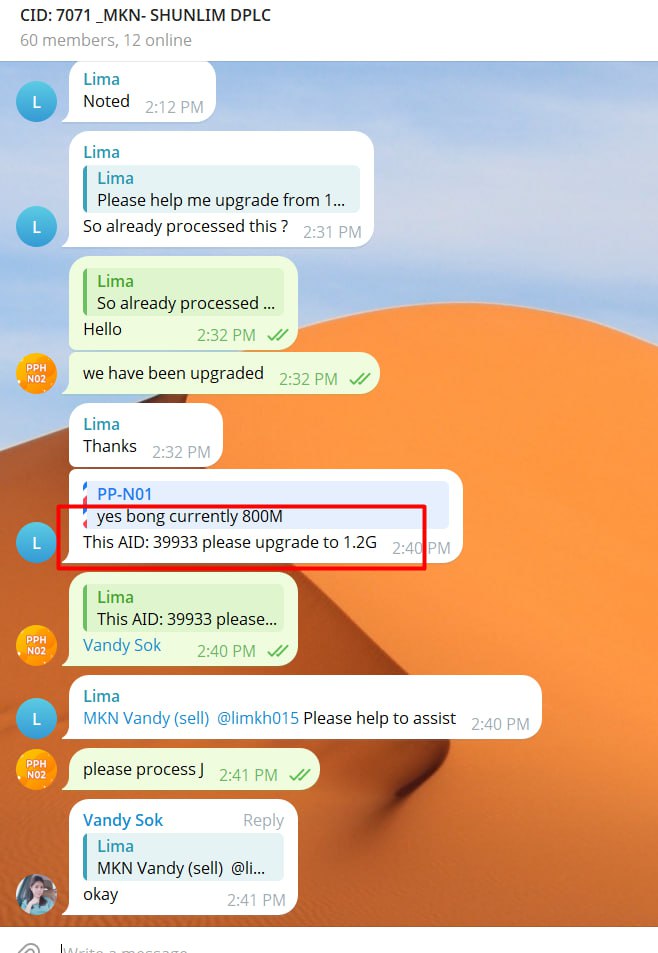 CID: 7071 _MKN- SHUNLIM DPLC
60 members, 12 online
Lima
Noted 2:12 PM
L
Lima
Lima
Please help me upgrade from 1...
So already processed this ? 2:31 PM
L
Lima
So already processed ...
Hello 2:32 PM
we have been upgraded 2:32 PM
PPH
N02
Lima
Thanks 2:32 PM
PP-N01
yes bong currently 800M
This AID: 39933 please upgrade to 1.2G 2:40 PM
L
Lima
This AID: 39933 please...
Vandy Sok 2:40 PM
PPH
N02
Lima
MKN Vandy (sell) @limkh015 Please help to assist 2:40 PM
L
please process J 2:41 PM
PPH
N02
Vandy Sok Reply
Lima
MKN Vandy (sell) @li...
okay 2:41 PM
Write a message...